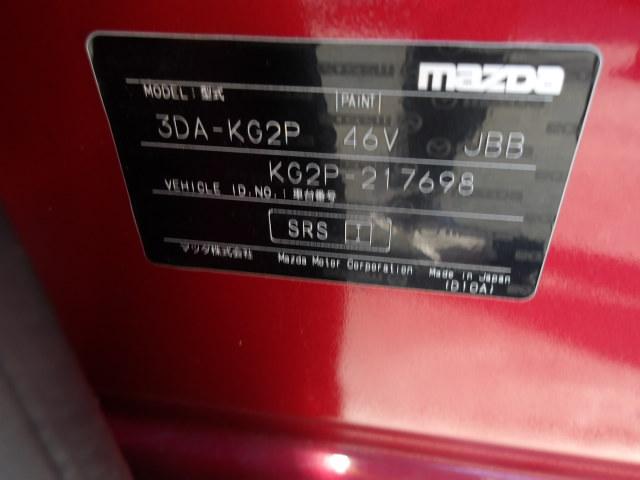 mazda
MODEL:型式 PAINT
3DA-KG2P 46V JBB
KG2P-217698
VEHICLE ID.NO.:車台番号
SRS I
マツダ株式会社 Mazda Motor Corporation Made in Japan
(D10A)